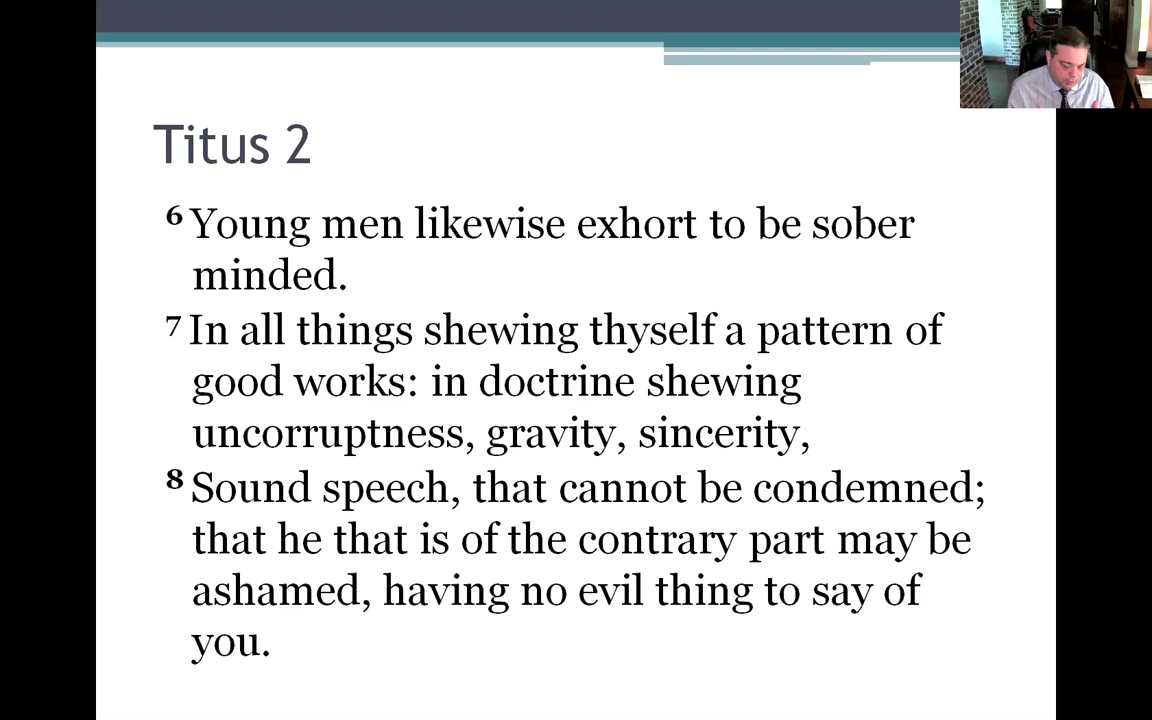 Titus 2
6 Young men likewise exhort to be sober
minded.
7 In all things shewing thyself a pattern of
good works: in doctrine shewing
uncorruptness, gravity, sincerity,
8 Sound speech, that cannot be condemned;
that he that is of the contrary part may be
ashamed, having no evil thing to say of
you.